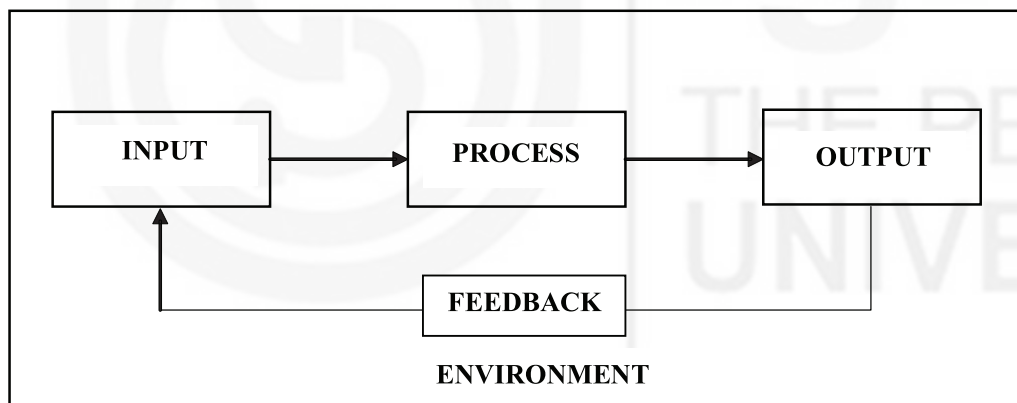 INPUT
PROCESS
OUTPUT
FEEDBACK
ENVIRONMENT